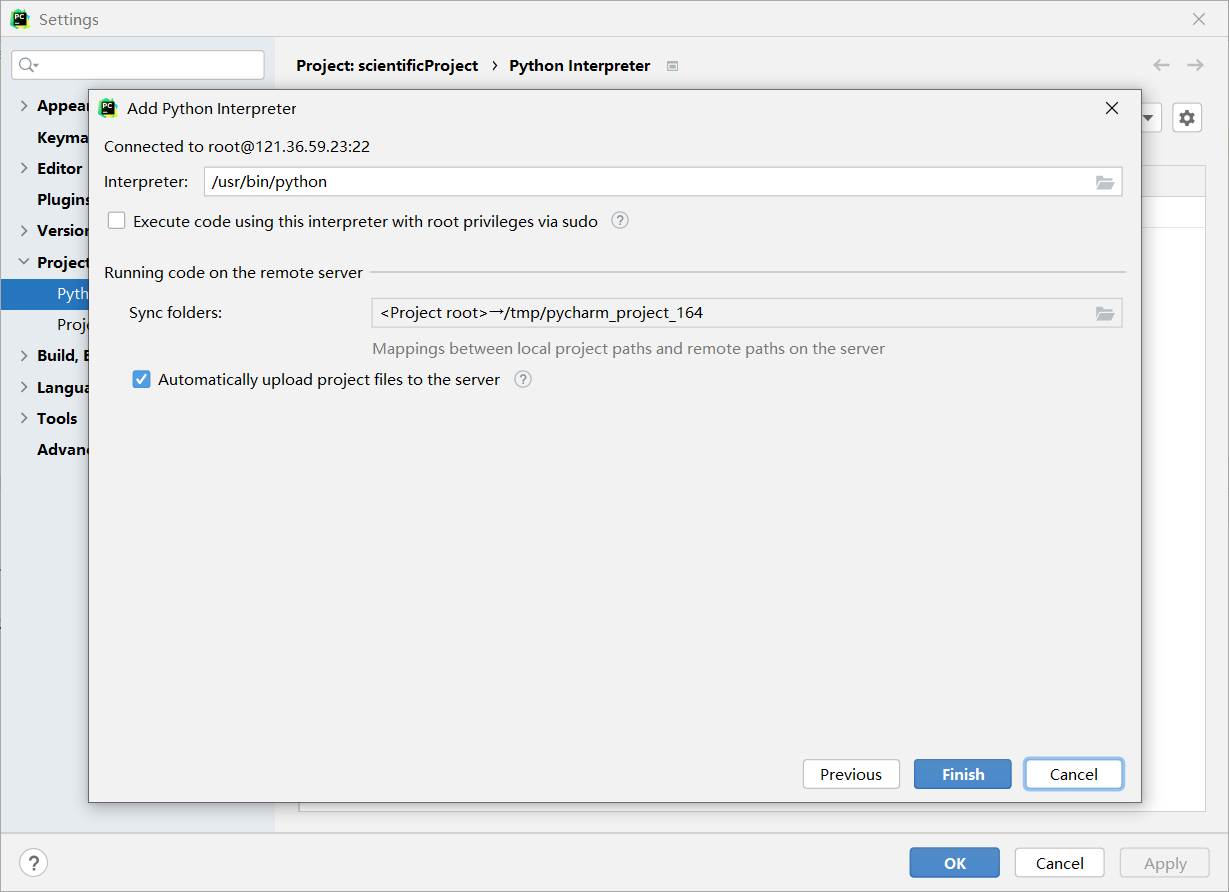 Settings
Project: scientificProject › Python Interpreter
Appear
Keyma
Editor
Plugins
Version
Project
Pyth
Proj
Build, E
Langua
Tools
Advanc
PC
Add Python Interpreter
Connected to root@121.36.59.23:22
Interpreter: /usr/bin/python
Execute code using this interpreter with root privileges via sudo ?
Running code on the remote server
Sync folders: <Project root>→/tmp/pycharm_project_164
Mappings between local project paths and remote paths on the server
Automatically upload project files to the server ?
Previous Finish Cancel
? OK Cancel Apply